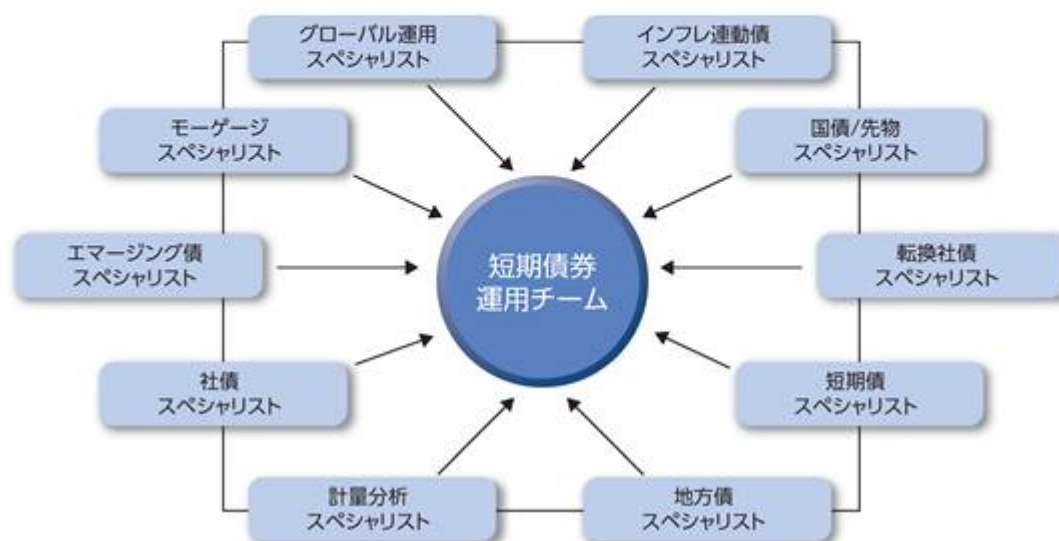 グローバル運用
スペシャリスト
インフレ連動債
スペシャリスト
モーゲージ
スペシャリスト
国債/先物
スペシャリスト
エマージング債
スペシャリスト
短期債券
運用チーム
転換社債
スペシャリスト
社債
スペシャリスト
短期債
スペシャリスト
計量分析
スペシャリスト
地方債
スペシャリスト